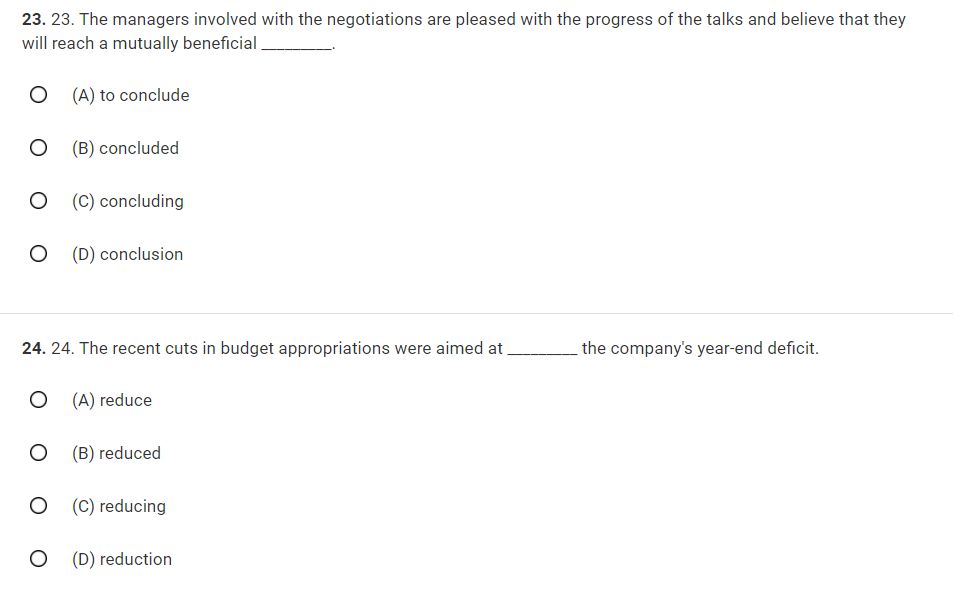 23. 23. The managers involved with the negotiations are pleased with the progress of the talks and believe that they
will reach a mutually beneficial _________.
(A) to conclude
(B) concluded
(C) concluding
(D) conclusion
24. 24. The recent cuts in budget appropriations were aimed at _________ the company's year-end deficit.
(A) reduce
(B) reduced
(C) reducing
(D) reduction